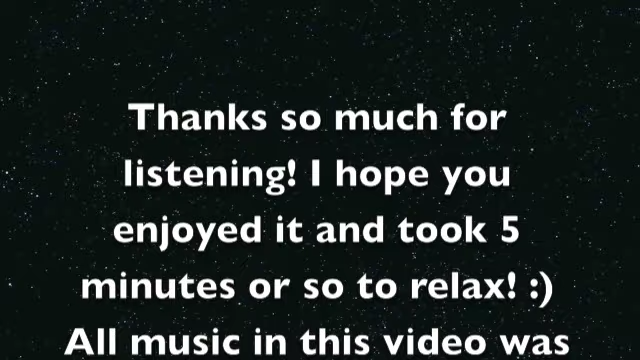 Thanks so much for
listening! I hope you
enjoyed it and took 5
minutes or so to relax! :)
All music in this video was